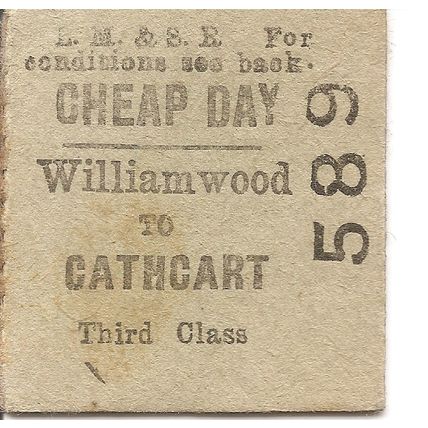 L. M. & S. R For
conditions see back.
CHEAP DAY
Williamwood
TO
CATHCART
Third Class
589